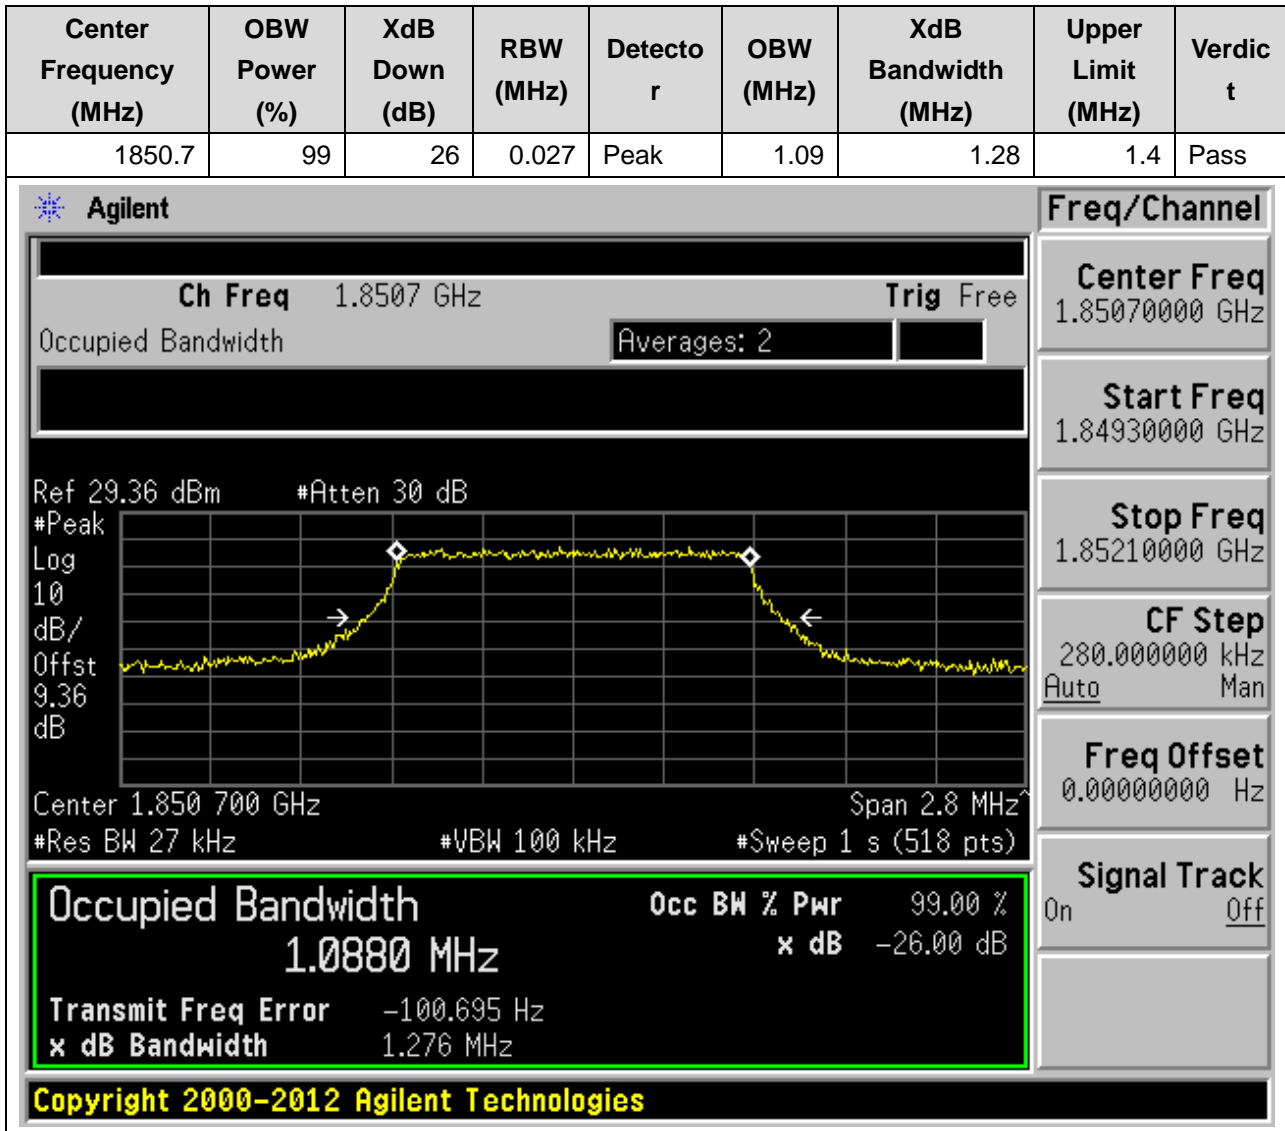 Center Frequency (MHz) OBW Power (%) XdB Down (dB) RBW (MHz) Detecto r OBW (MHz) XdB Bandwidth (MHz) Upper Limit (MHz) Verdic t
1850.7 99 26 0.027 Peak 1.09 1.28 1.4 Pass
Agilent
Freq/Channel
Ch Freq 1.8507 GHz Trig Free
Occupied Bandwidth Averages: 2
Center Freq
1.85070000 GHz
Start Freq
1.84930000 GHz
Stop Freq
1.85210000 GHz
CF Step
280.000000 kHz
Auto Man
Freq Offset
0.00000000 Hz
Signal Track
On Off
Ref 29.36 dBm #Atten 30 dB
#Peak
Log
10
dB/
Offst
9.36
dB
Center 1.850 700 GHz Span 2.8 MHz^
#Res BW 27 kHz #VBW 100 kHz #Sweep 1 s (518 pts)
Occupied Bandwidth Occ BW % Pwr 99.00 %
1.0880 MHz x dB -26.00 dB
Transmit Freq Error -100.695 Hz
x dB Bandwidth 1.276 MHz
Copyright 2000-2012 Agilent Technologies